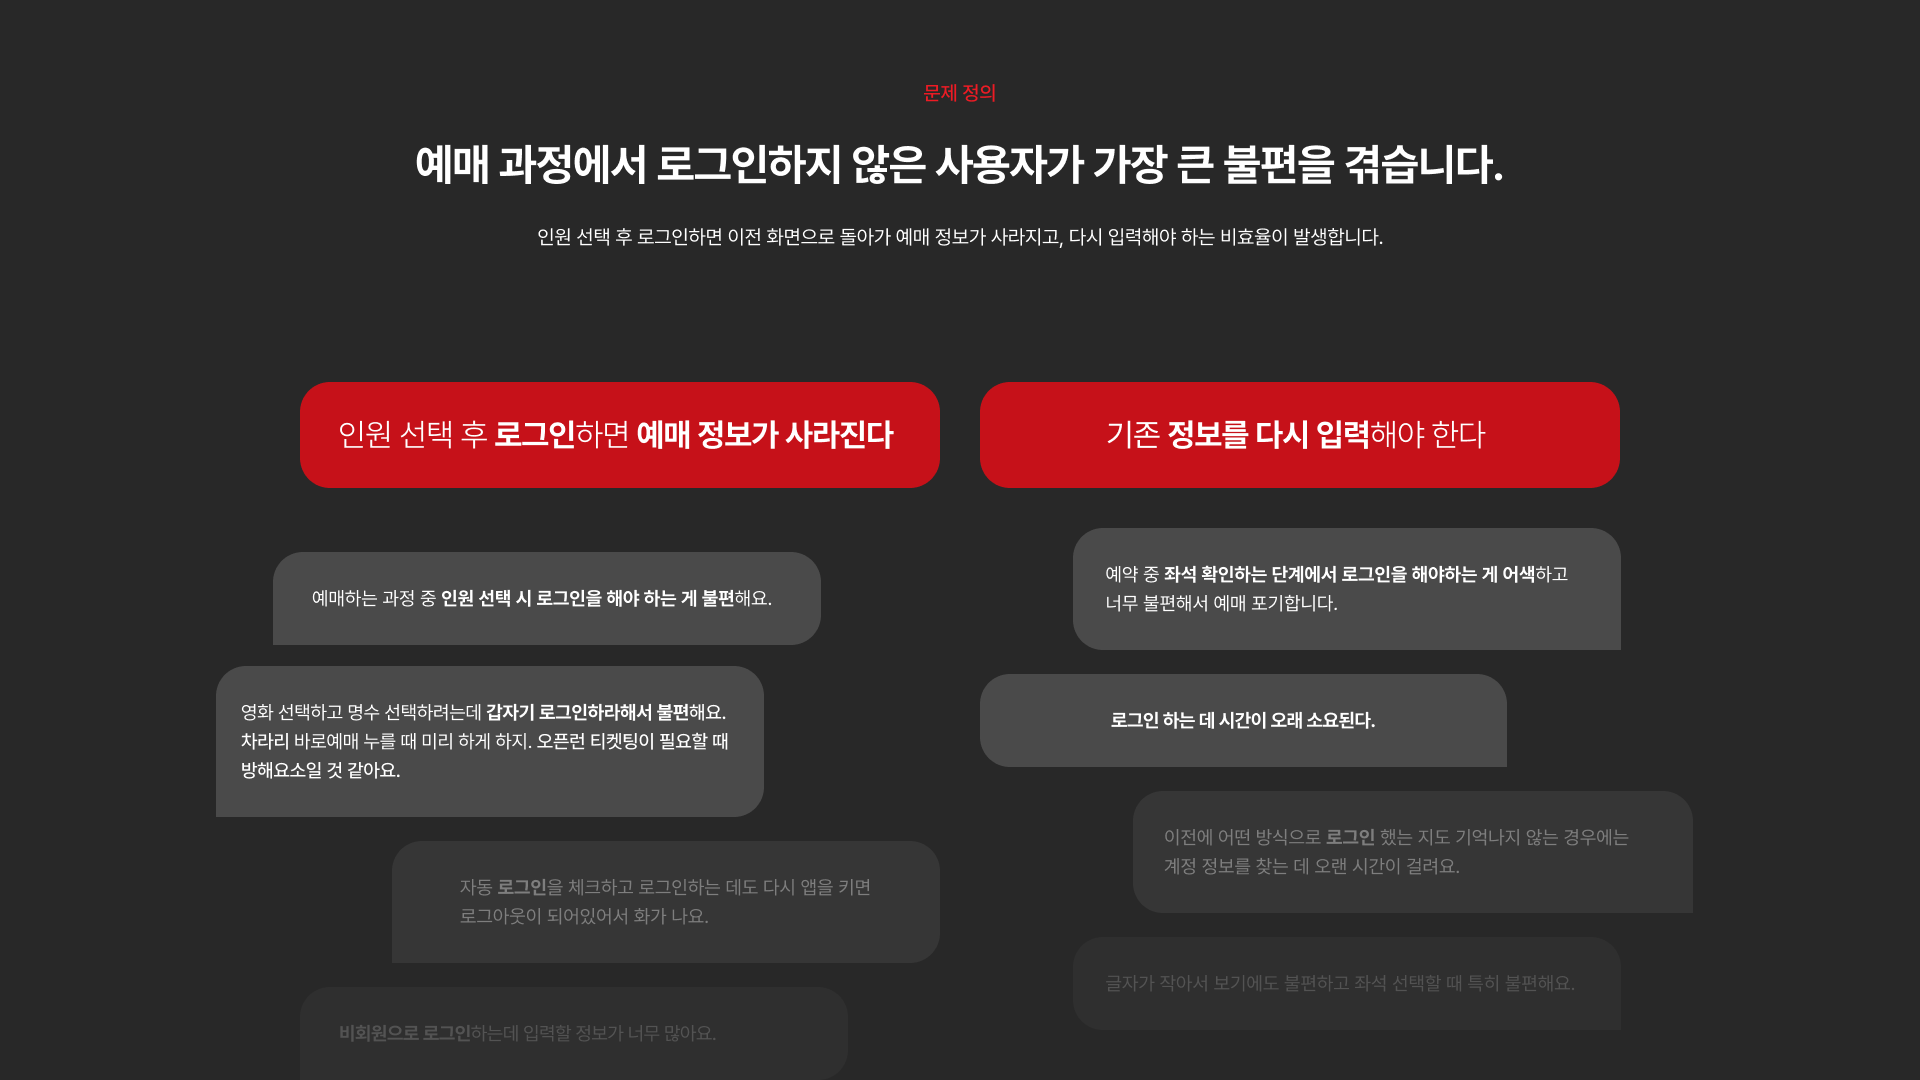 문제 정의
예매 과정에서 로그인하지 않은 사용자가 가장 큰 불편을 겪습니다.
인원 선택 후 로그인하면 이전 화면으로 돌아가 예매 정보가 사라지고, 다시 입력해야 하는 비효율이 발생합니다.
인원 선택 후 로그인하면 예매 정보가 사라진다
예매하는 과정 중 인원 선택 시 로그인을 해야 하는 게 불편해요.
영화 선택하고 명수 선택하려는데 갑자기 로그인하라해서 불편해요.
차라리 바로예매 누를 때 미리 하게 하지. 오픈런 티켓팅이 필요할 때
방해요소일 것 같아요.
자동 로그인을 체크하고 로그인하는 데도 다시 앱을 키면
로그아웃이 되어있어서 화가 나요.
비회원으로 로그인하는데 입력할 정보가 너무 많아요.
기존 정보를 다시 입력해야 한다
예약 중 좌석 확인하는 단계에서 로그인을 해야하는 게 어색하고
너무 불편해서 예매 포기합니다.
로그인 하는 데 시간이 오래 소요된다.
이전에 어떤 방식으로 로그인 했는 지도 기억나지 않는 경우에는
계정 정보를 찾는 데 오랜 시간이 걸려요.
글자가 작아서 보기에도 불편하고 좌석 선택할 때 특히 불편해요.